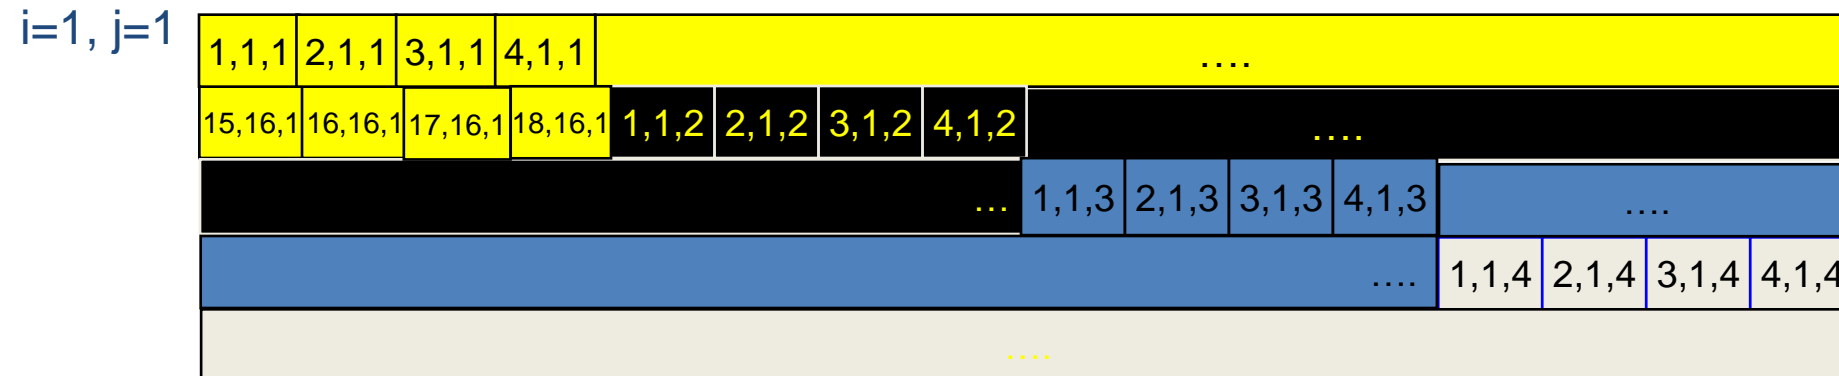 i=1, j=1 1,1,1 2,1,1 3,1,1 4,1,1 ....
15,16,1 16,16,1 17,16,1 18,16,1 1,1,2 2,1,2 3,1,2 4,1,2 ....
... 1,1,3 2,1,3 3,1,3 4,1,3 ....
.... 1,1,4 2,1,4 3,1,4 4,1,4
....